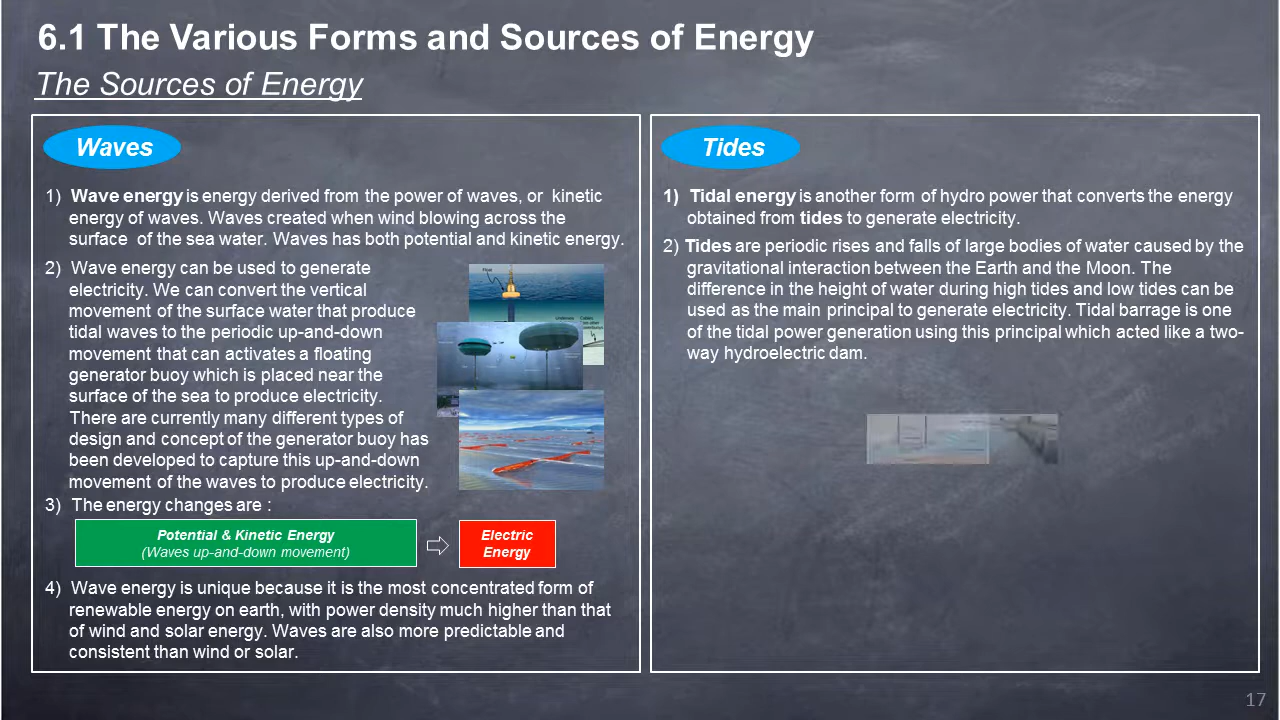 6.1 The Various Forms and Sources of Energy
The Sources of Energy
Waves
1) Wave energy is energy derived from the power of waves, or kinetic
energy of waves. Waves created when wind blowing across the
surface of the sea water. Waves has both potential and kinetic energy.
2) Wave energy can be used to generate
electricity. We can convert the vertical
movement of the surface water that produce
tidal waves to the periodic up-and-down
movement that can activates a floating
generator buoy which is placed near the
surface of the sea to produce electricity.
There are currently many different types of
design and concept of the generator buoy has
been developed to capture this up-and-down
movement of the waves to produce electricity.
Float
3) The energy changes are :
Potential & Kinetic Energy
(Waves up-and-down movement)
Electric
Energy
4) Wave energy is unique because it is the most concentrated form of
renewable energy on earth, with power density much higher than that
of wind and solar energy. Waves are also more predictable and
consistent than wind or solar.
Tides
1) Tidal energy is another form of hydro power that converts the energy
obtained from tides to generate electricity.
2) Tides are periodic rises and falls of large bodies of water caused by the
gravitational interaction between the Earth and the Moon. The
difference in the height of water during high tides and low tides can be
used as the main principal to generate electricity. Tidal barrage is one
of the tidal power generation using this principal which acted like a two-
way hydroelectric dam.
17